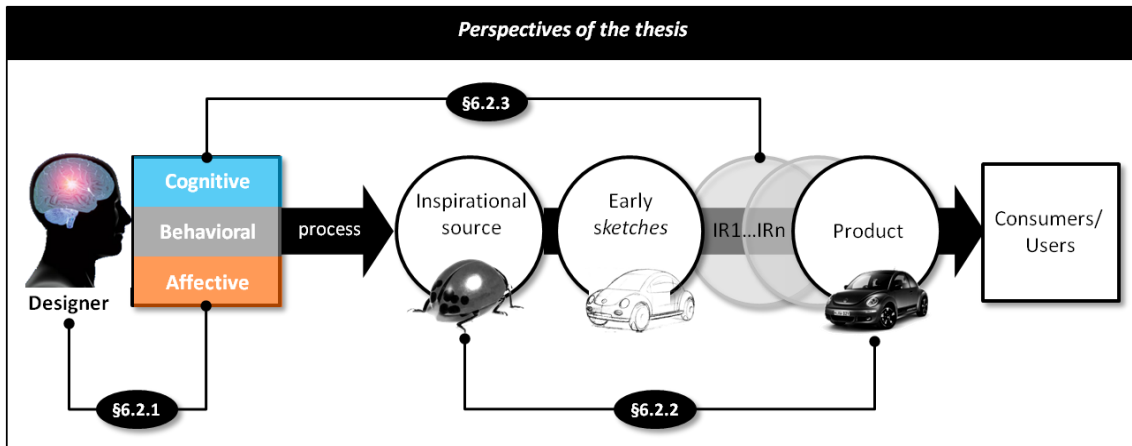 Perspectives of the thesis
§6.2.3
Cognitive
Behavioral
Affective
Designer
process
Inspirational
source
Early
sketches
IR1...IRn
Product
Consumers/
Users
§6.2.1
§6.2.2